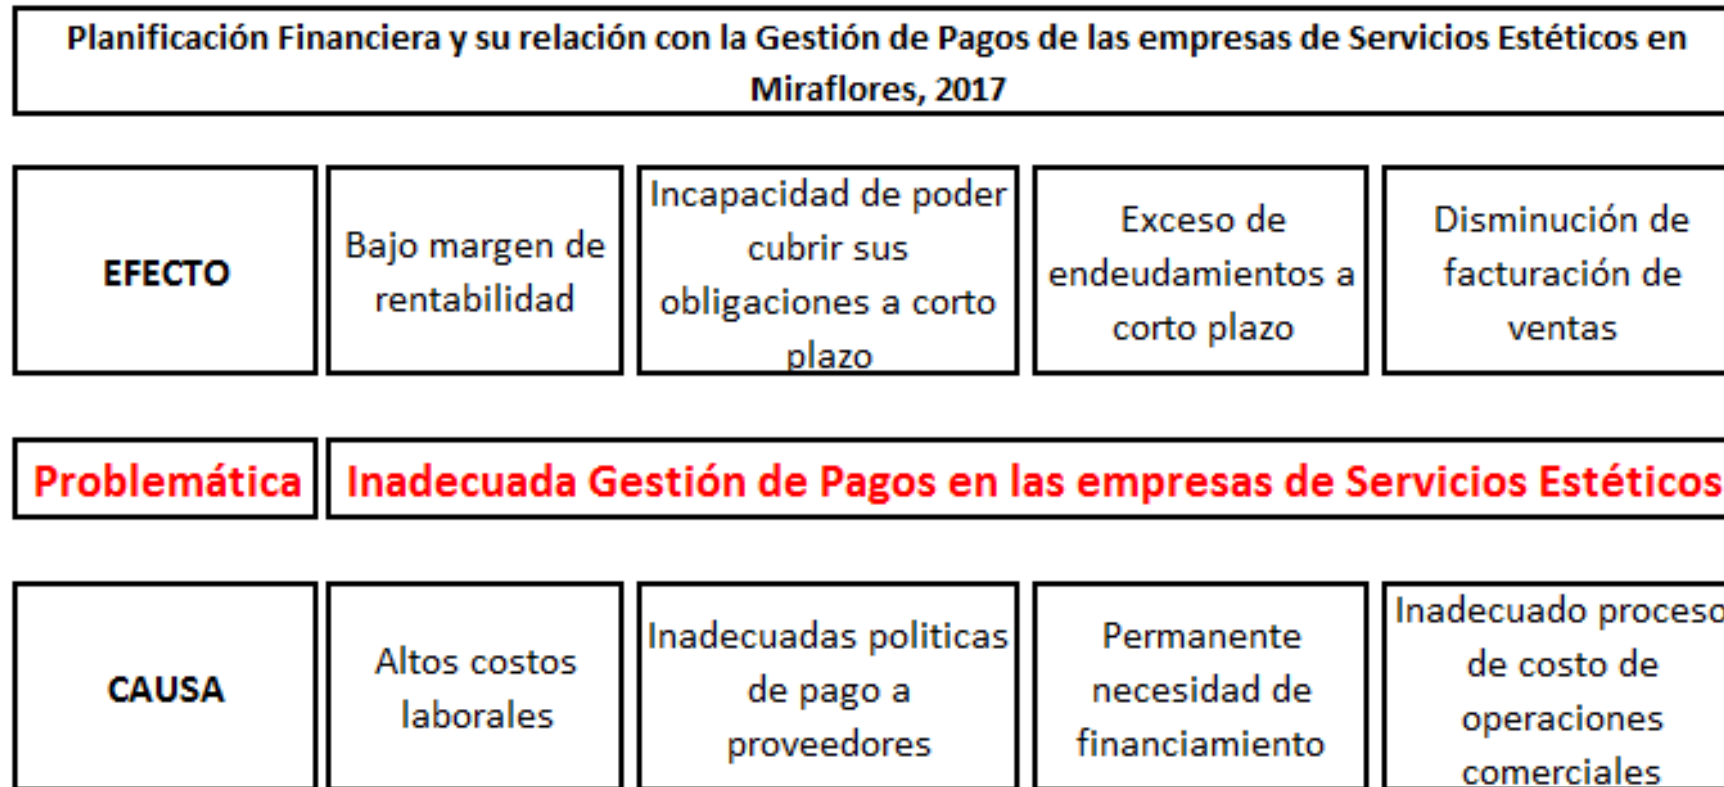 Planificación Financiera y su relación con la Gestión de Pagos de las empresas de Servicios Estéticos en
Miraflores, 2017
EFECTO
Bajo margen de
rentabilidad
Incapacidad de poder
cubrir sus
obligaciones a corto
plazo
Exceso de
endeudamientos a
corto plazo
Disminución de
facturación de
ventas
Problemática
Inadecuada Gestión de Pagos en las empresas de Servicios Estéticos
CAUSA
Altos costos
laborales
Inadecuadas politicas
de pago a
proveedores
Permanente
necesidad de
financiamiento
Inadecuado proceso
de costo de
operaciones
comerciales